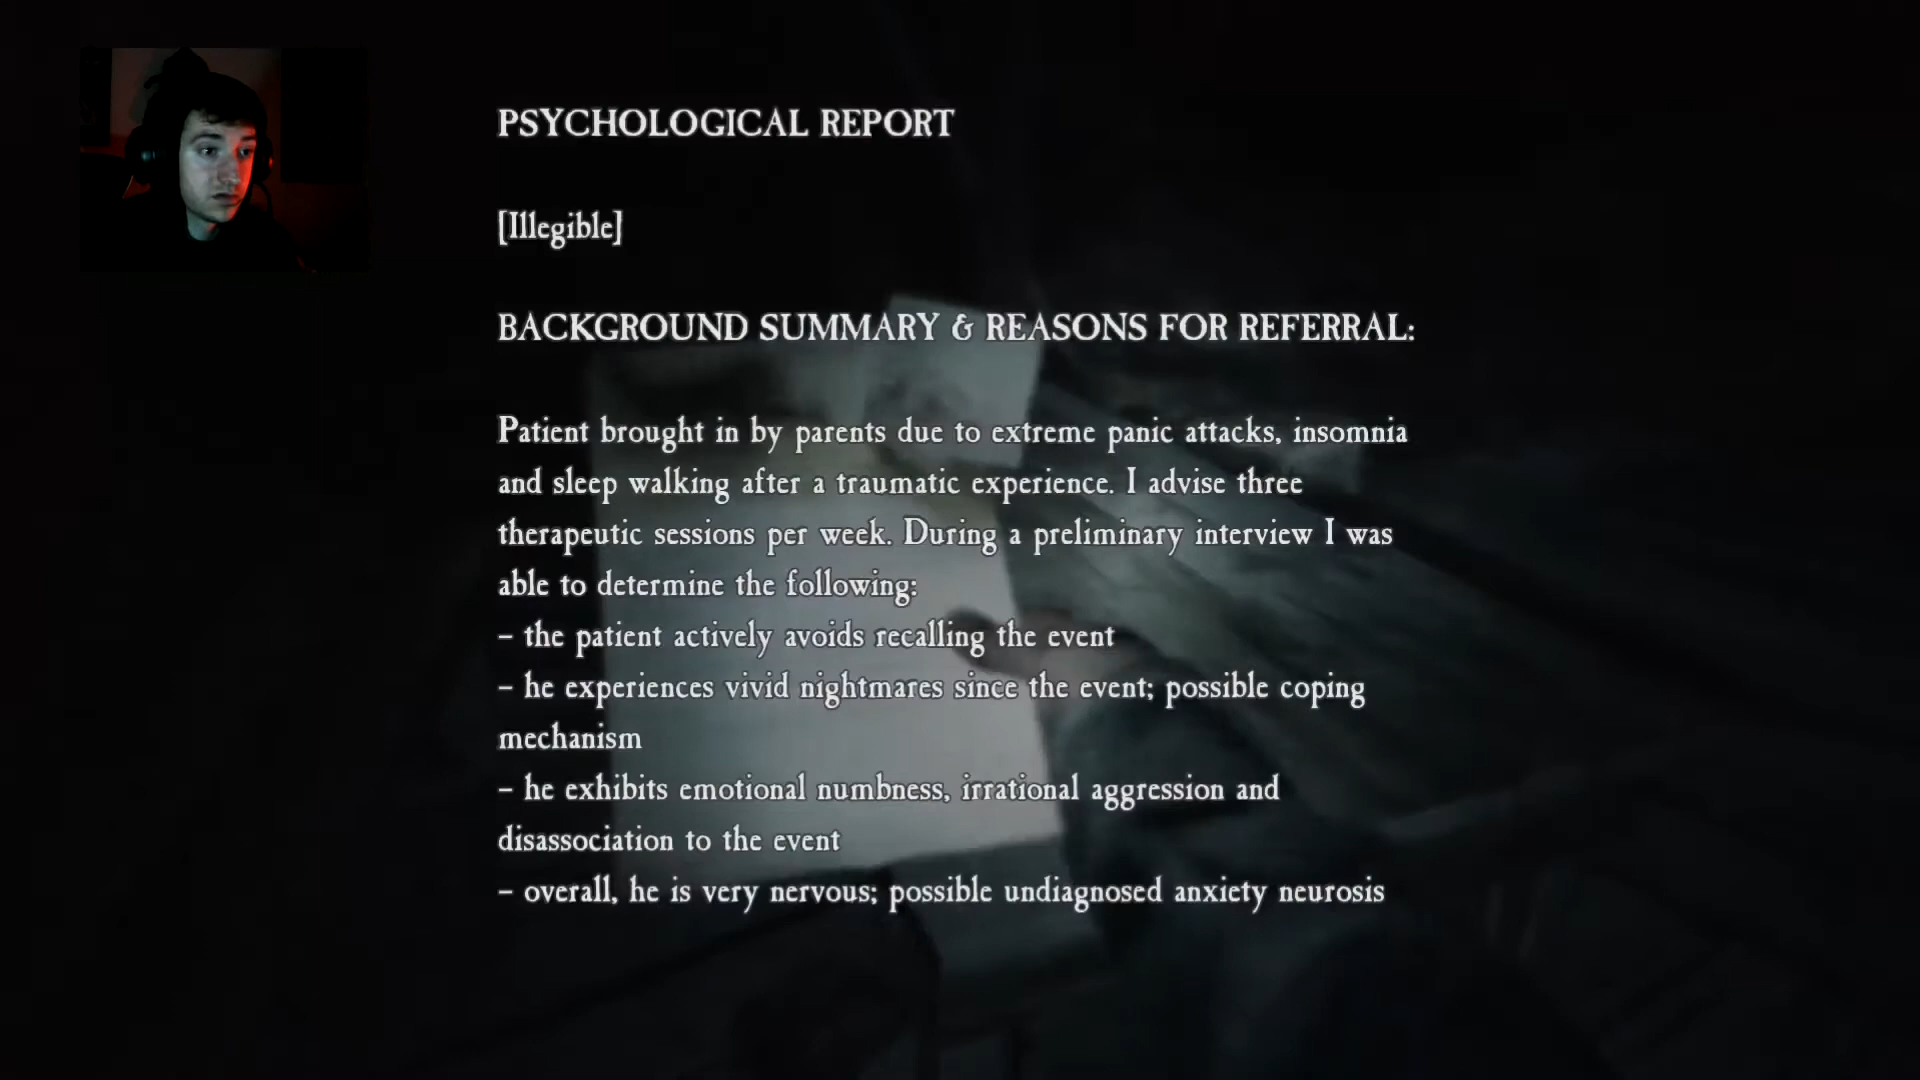 PSYCHOLOGICAL REPORT
[Illegible]
BACKGROUND SUMMARY & REASONS FOR REFERRAL:
Patient brought in by parents due to extreme panic attacks, insomnia
and sleep walking after a traumatic experience. I advise three
therapeutic sessions per week. During a preliminary interview I was
able to determine the following:
– the patient actively avoids recalling the event
– he experiences vivid nightmares since the event; possible coping
mechanism
– he exhibits emotional numbness, irrational aggression and
disassociation to the event
– overall, he is very nervous; possible undiagnosed anxiety neurosis